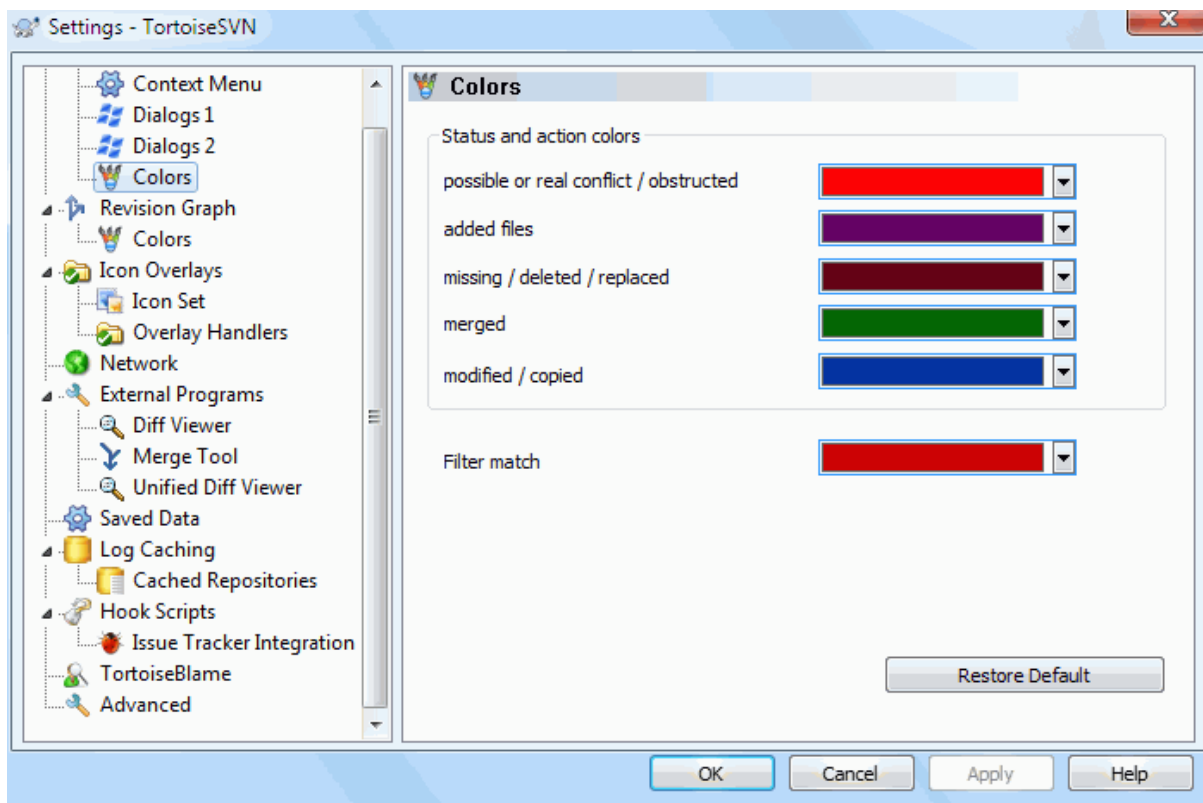 Settings - TortoiseSVN
Context Menu
Dialogs 1
Dialogs 2
Colors
Revision Graph
Colors
Icon Overlays
Icon Set
Overlay Handlers
Network
External Programs
Diff Viewer
Merge Tool
Unified Diff Viewer
Saved Data
Log Caching
Cached Repositories
Hook Scripts
Issue Tracker Integration
TortoiseBlame
Advanced
Colors
Status and action colors
possible or real conflict / obstructed
added files
missing / deleted / replaced
merged
modified / copied
Filter match
Restore Default
OK
Cancel
Apply
Help